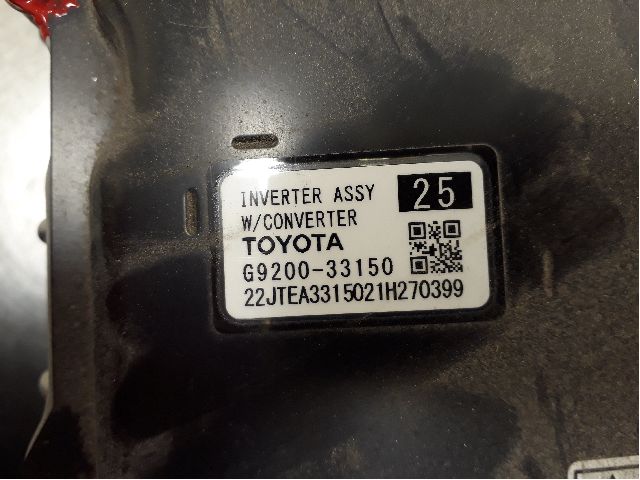 INVERTER ASSY 25
W/CONVERTER
TOYOTA
G9200-33150
22JTEA3315021H270399